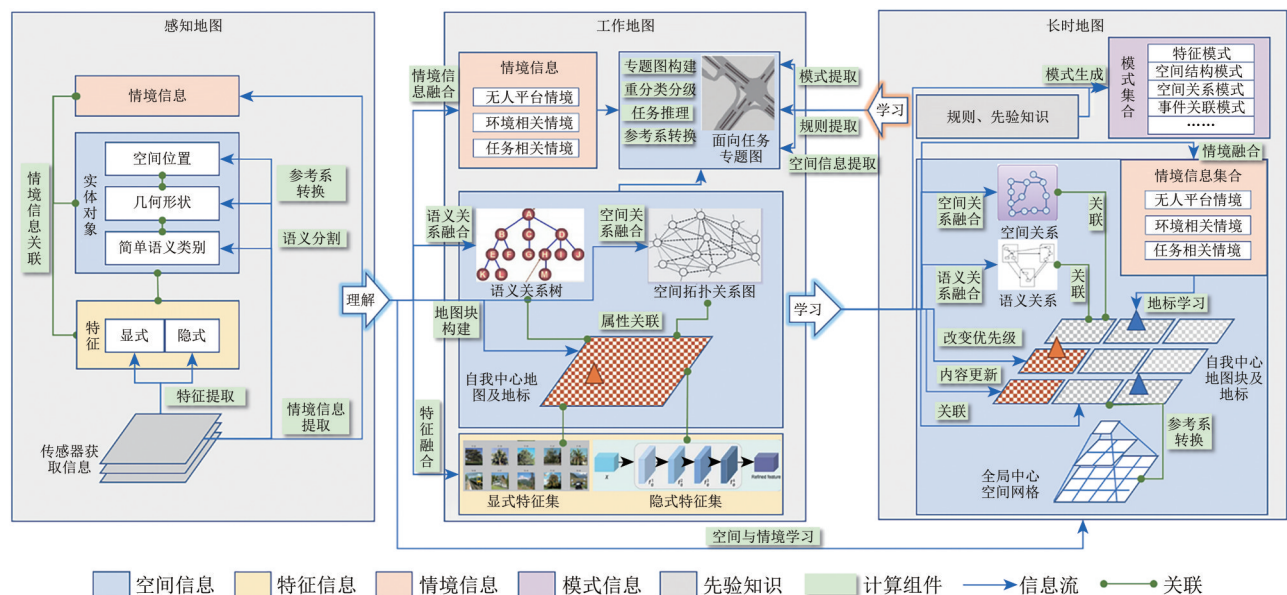 感知地图
情境信息
情境信息关联
实体对象
空间位置
几何形状
简单语义类别
参考系
转换
语义分割
特征
显式
隐式
特征提取
情境信息
提取
传感器获
取信息
理解
工作地图
情境信
息融合
情境信息
无人平台情境
环境相关情境
任务相关情境
专题图构建
重分类分级
任务推理
参考系转换
面向任务
专题图
模式提取
规则提取
空间信息提取
学习
语义关
系融合
A
B
C
D
E
F
G
H
I
J
K
L
M
语义关系树
空间关
系融合
空间拓扑关系图
地图块
构建
属性关联
自我中心地
图及地标
特征融合
显式特征集
X
Refined feature
隐式特征集
学习
空间与情境学习
长时地图
模式生成
规则、先验知识
模式集合
特征模式
空间结构模式
空间关系模式
事件关联模式
……
情境融合
情境信息集合
无人平台情境
环境相关情境
任务相关情境
空间关
系融合
空间关系
关联
语义关
系融合
语义关系
关联
地标学习
改变优先级
内容更新
关联
自我中心
地图块及
地标
参考系
转换
全局中心
空间网格
空间信息
特征信息
情境信息
模式信息
先验知识
计算组件
信息流
关联